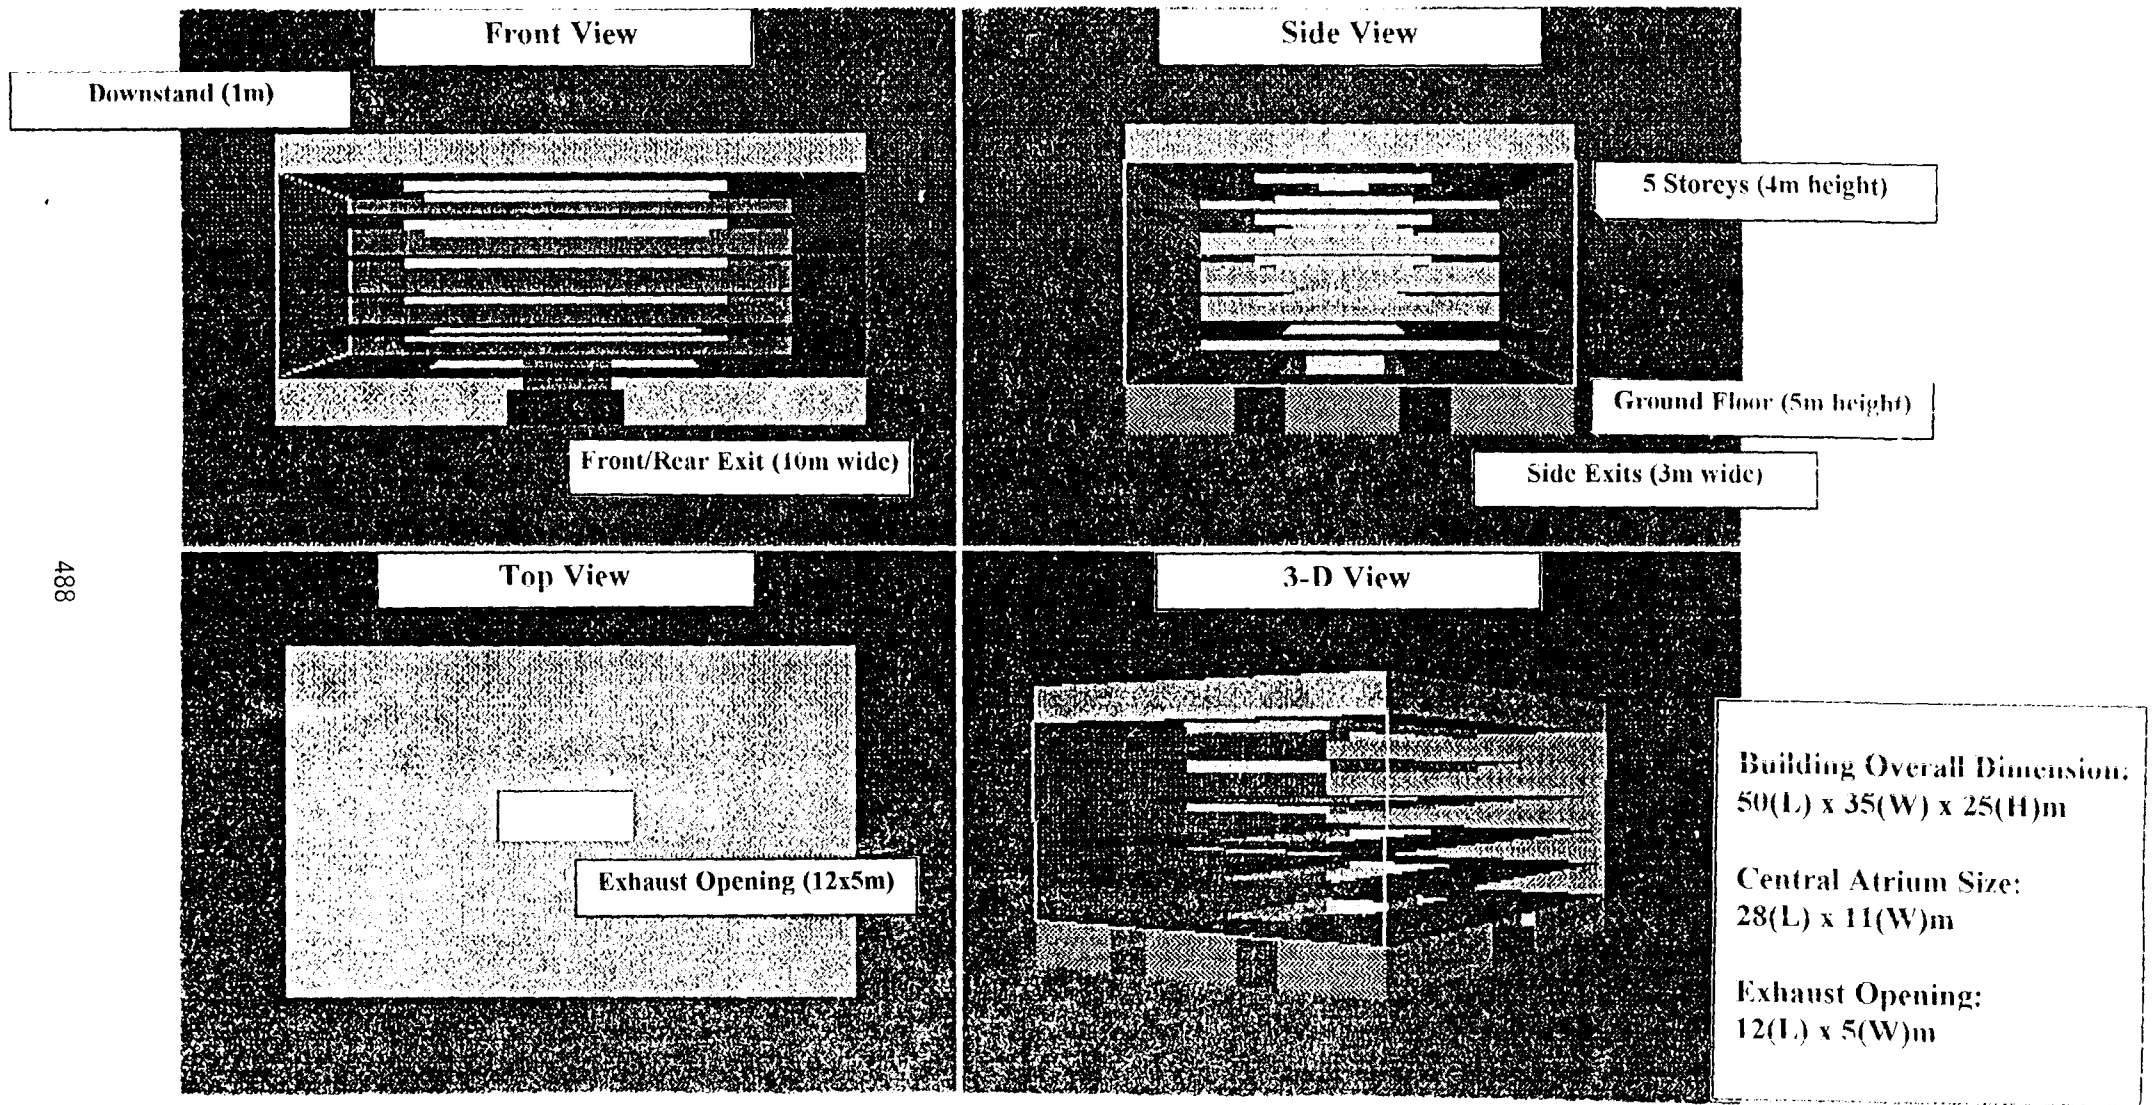 Front View
Side View
Downstand (1m)
5 Storeys (4m height)
Ground Floor (5m height)
Front/Rear Exit (10m wide)
Side Exits (3m wide)
488
Top View
3-D View
Exhaust Opening (12x5m)
Building Overall Dimension:
50(L) x 35(W) x 25(H)m
Central Atrium Size:
28(L) x 11(W)m
Exhaust Opening:
12(L) x 5(W)m